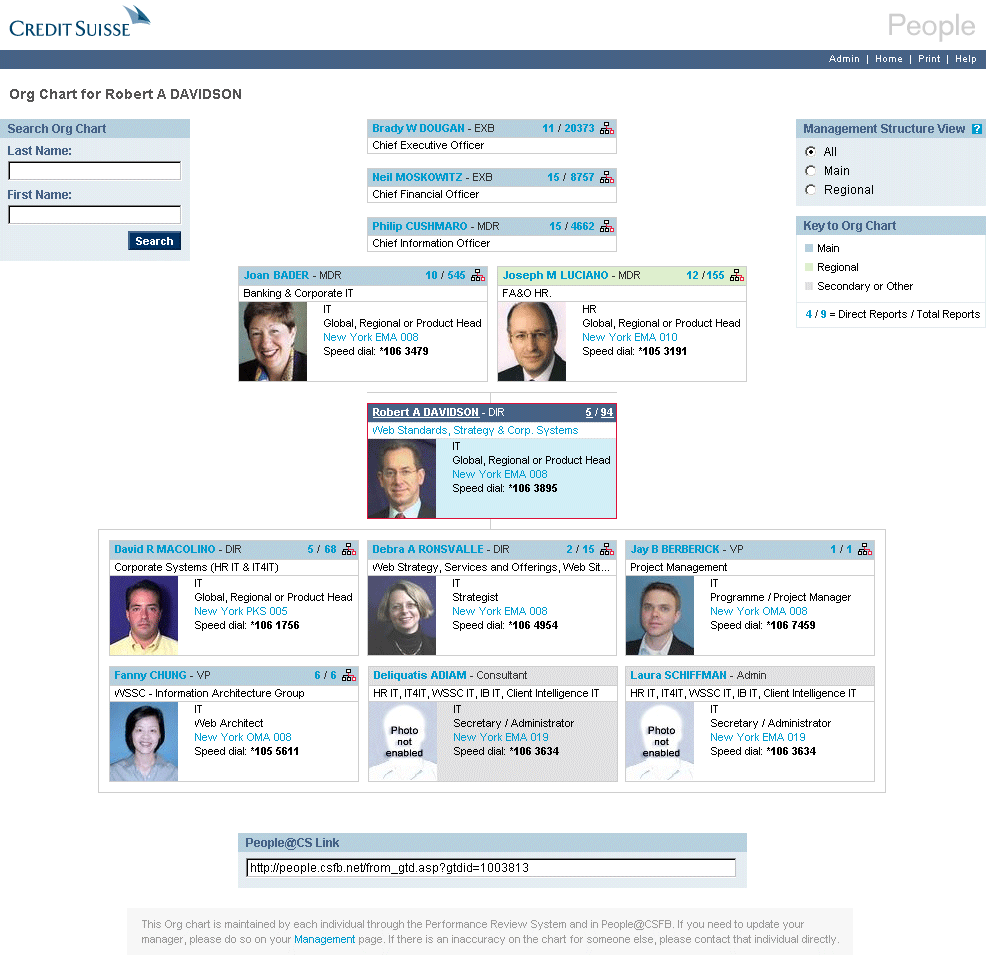 CREDIT SUISSE
People
Admin | Home | Print | Help
Org Chart for Robert A DAVIDSON
Search Org Chart
Last Name:
First Name:
Search
Brady W DOUGAN - EXB 11 / 20373
Chief Executive Officer
Neil MOSKOWITZ - EXB 15 / 8757
Chief Financial Officer
Philip CUSHMARO - MDR 15 / 4662
Chief Information Officer
Management Structure View ?
All
Main
Regional
Key to Org Chart
Main
Regional
Secondary or Other
4 / 9 = Direct Reports / Total Reports
Joan BADER - MDR 10 / 545
Banking & Corporate IT
IT
Global, Regional or Product Head
New York EMA 008
Speed dial: *106 3479
Joseph M LUCIANO - MDR 12 / 155
FA&O HR.
HR
Global, Regional or Product Head
New York EMA 010
Speed dial: *105 3191
Robert A DAVIDSON - DIR 5 / 94
Web Standards, Strategy & Corp. Systems
IT
Global, Regional or Product Head
New York EMA 008
Speed dial: *106 3895
David R MACOLINO - DIR 5 / 68
Corporate Systems (HR IT & IT4IT)
IT
Global, Regional or Product Head
New York PKS 005
Speed dial: *106 1756
Debra A RONSVALLE - DIR 2 / 15
Web Strategy, Services and Offerings, Web Sit...
IT
Strategist
New York EMA 008
Speed dial: *106 4954
Jay B BERBERICK - VP 1 / 1
Project Management
IT
Programme / Project Manager
New York OMA 008
Speed dial: *106 7459
Fanny CHUNG - VP 6 / 6
WSSC - Information Architecture Group
IT
Web Architect
New York OMA 008
Speed dial: *105 5611
Deliquatis ADIAM - Consultant
HR IT, IT4IT, WSSC IT, IB IT, Client Intelligence IT
Photo
not
enabled
IT
Secretary / Administrator
New York EMA 019
Speed dial: *106 3634
Laura SCHIFFMAN - Admin
HR IT, IT4IT, WSSC IT, IB IT, Client Intelligence IT
Photo
not
enabled
IT
Secretary / Administrator
New York EMA 019
Speed dial: *106 3634
People@CS Link
http://people.csfb.net/from_gtd.asp?gtdid=1003813
This Org chart is maintained by each individual through the Performance Review System and in People@CSFB. If you need to update your
manager, please do so on your Management page. If there is an inaccuracy on the chart for someone else, please contact that individual directly.